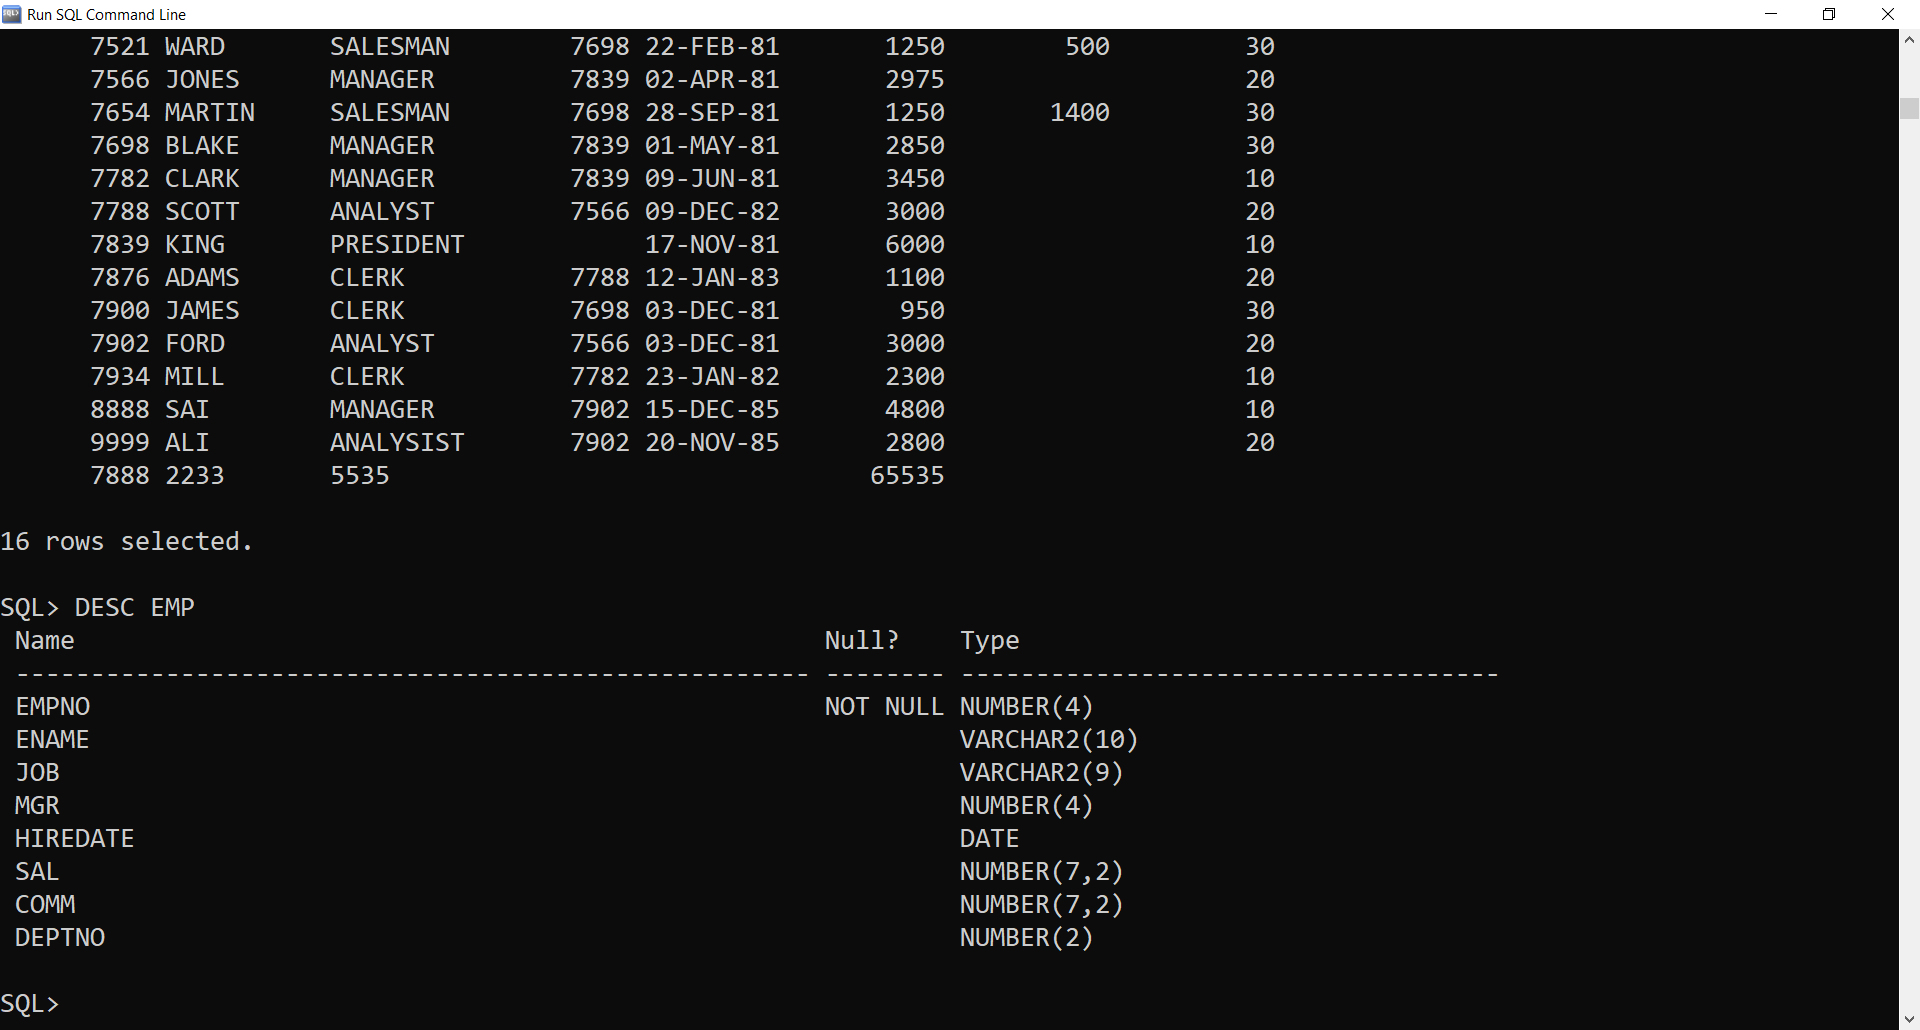 Run SQL Command Line
7521 WARD SALESMAN 7698 22-FEB-81 1250 500 30
7566 JONES MANAGER 7839 02-APR-81 2975 20
7654 MARTIN SALESMAN 7698 28-SEP-81 1250 1400 30
7698 BLAKE MANAGER 7839 01-MAY-81 2850 30
7782 CLARK MANAGER 7839 09-JUN-81 3450 10
7788 SCOTT ANALYST 7566 09-DEC-82 3000 20
7839 KING PRESIDENT 17-NOV-81 6000 10
7876 ADAMS CLERK 7788 12-JAN-83 1100 20
7900 JAMES CLERK 7698 03-DEC-81 950 30
7902 FORD ANALYST 7566 03-DEC-81 3000 20
7934 MILL CLERK 7782 23-JAN-82 2300 10
8888 SAI MANAGER 7902 15-DEC-85 4800 10
9999 ALI ANALYSIST 7902 20-NOV-85 2800 20
7888 2233 5535 65535
16 rows selected.
SQL> DESC EMP
Name Null? Type
----------------------------------------------------- -------- ------------------------------------
EMPNO NOT NULL NUMBER(4)
ENAME VARCHAR2(10)
JOB VARCHAR2(9)
MGR NUMBER(4)
HIREDATE DATE
SAL NUMBER(7,2)
COMM NUMBER(7,2)
DEPTNO NUMBER(2)
SQL>